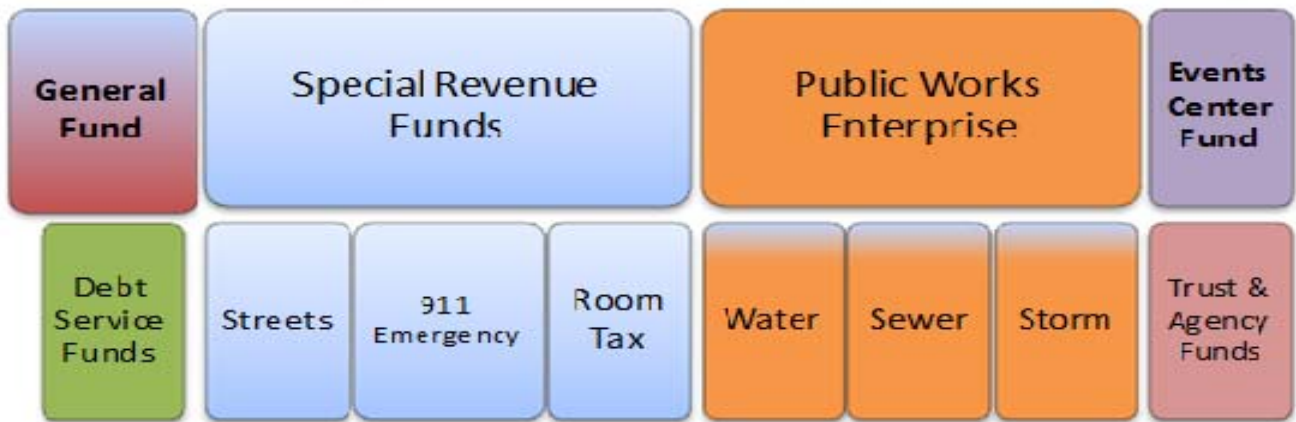 General
Fund
Special Revenue
Funds
Public Works
Enterprise
Events
Center
Fund
Debt
Service
Funds
Streets
911
Emergency
Room
Tax
Water
Sewer
Storm
Trust &
Agency
Funds